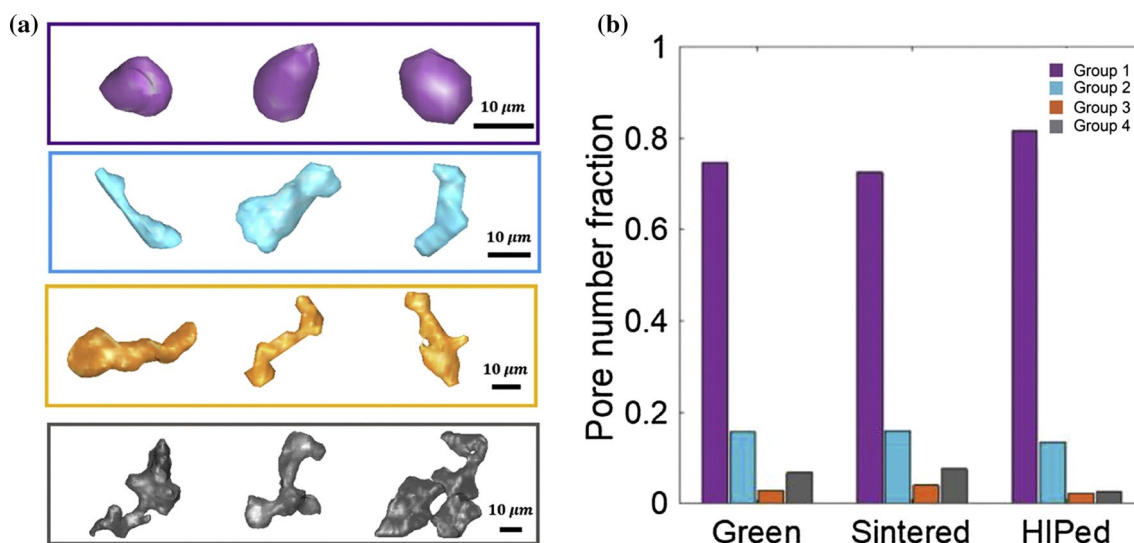 (a)
10 μm
10 μm
10 μm
10 μm
(b)
Pore number fraction
1
0.8
0.6
0.4
0.2
0
Group 1
Group 2
Group 3
Group 4
Green Sintered HIPed